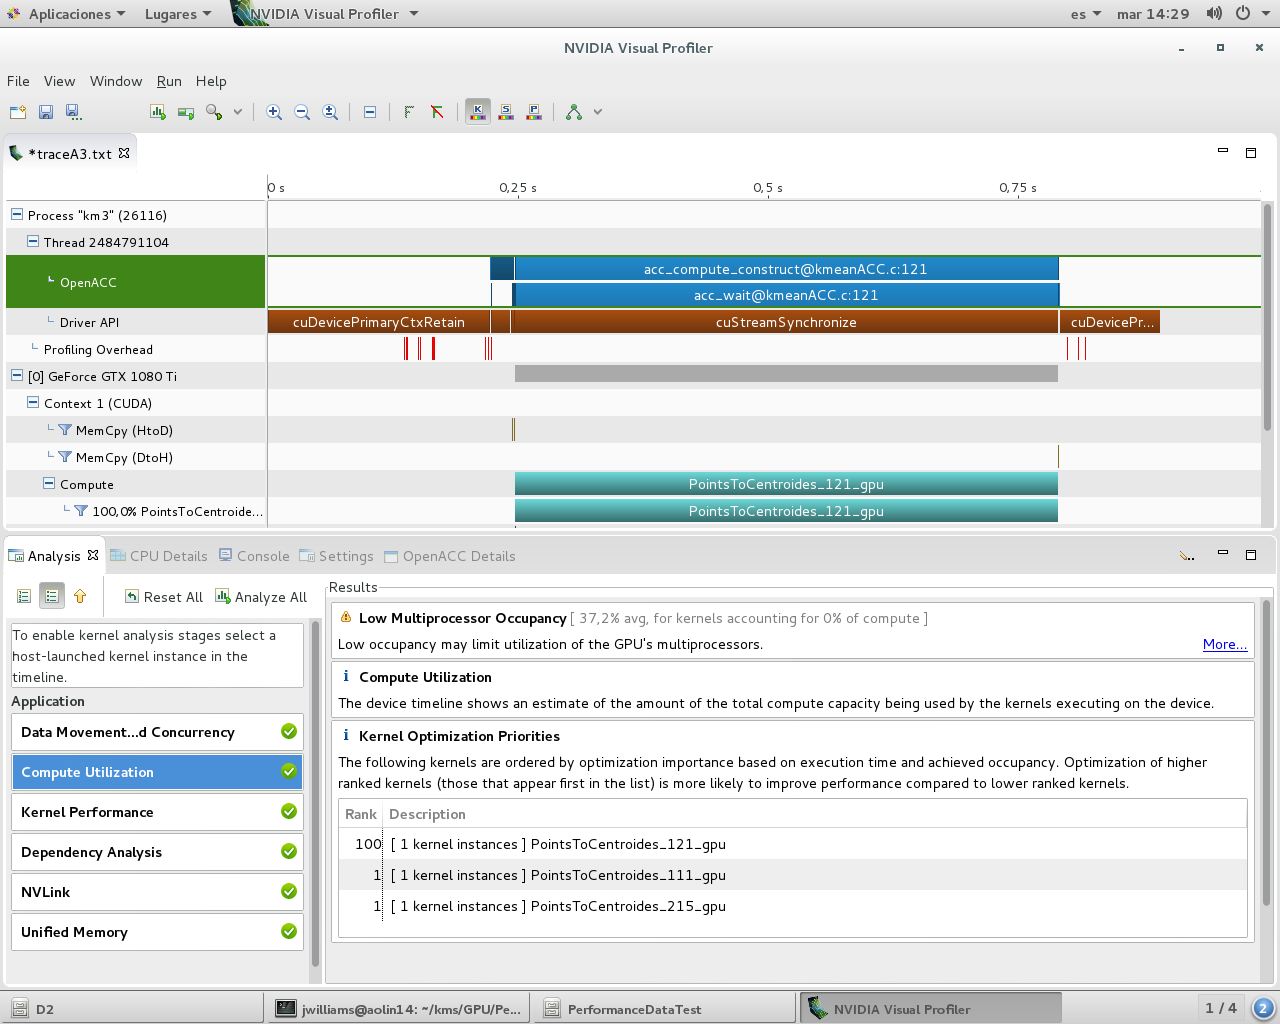 Aplicaciones Lugares NVIDIA Visual Profiler es mar 14:29
NVIDIA Visual Profiler
File View Window Run Help
K S P
*traceA3.txt
0 s 0,25 s 0,5 s 0,75 s
Process "km3" (26116)
Thread 2484791104
OpenACC
acc_compute_construct@kmeanACC.c:121
acc_wait@kmeanACC.c:121
Driver API cuDevicePrimaryCtxRetain cuStreamSynchronize cuDevicePr...
Profiling Overhead
[0] GeForce GTX 1080 Ti
Context 1 (CUDA)
MemCpy (HtoD)
MemCpy (DtoH)
Compute PointsToCentroides_121_gpu
100,0% PointsToCentroide... PointsToCentroides_121_gpu
Analysis CPU Details Console Settings OpenACC Details
Reset All Analyze All
To enable kernel analysis stages select a
host-launched kernel instance in the
timeline.
Application
Data Movement...d Concurrency
Compute Utilization
Kernel Performance
Dependency Analysis
NVLink
Unified Memory
Results
Low Multiprocessor Occupancy [ 37,2% avg, for kernels accounting for 0% of compute ]
Low occupancy may limit utilization of the GPU's multiprocessors. More...
Compute Utilization
The device timeline shows an estimate of the amount of the total compute capacity being used by the kernels executing on the device.
Kernel Optimization Priorities
The following kernels are ordered by optimization importance based on execution time and achieved occupancy. Optimization of higher
ranked kernels (those that appear first in the list) is more likely to improve performance compared to lower ranked kernels.
Rank Description
100 [ 1 kernel instances ] PointsToCentroides_121_gpu
1 [ 1 kernel instances ] PointsToCentroides_111_gpu
1 [ 1 kernel instances ] PointsToCentroides_215_gpu
D2 jwilliams@aolin14: ~/kms/GPU/Pe... PerformanceDataTest NVIDIA Visual Profiler 1 / 4 2